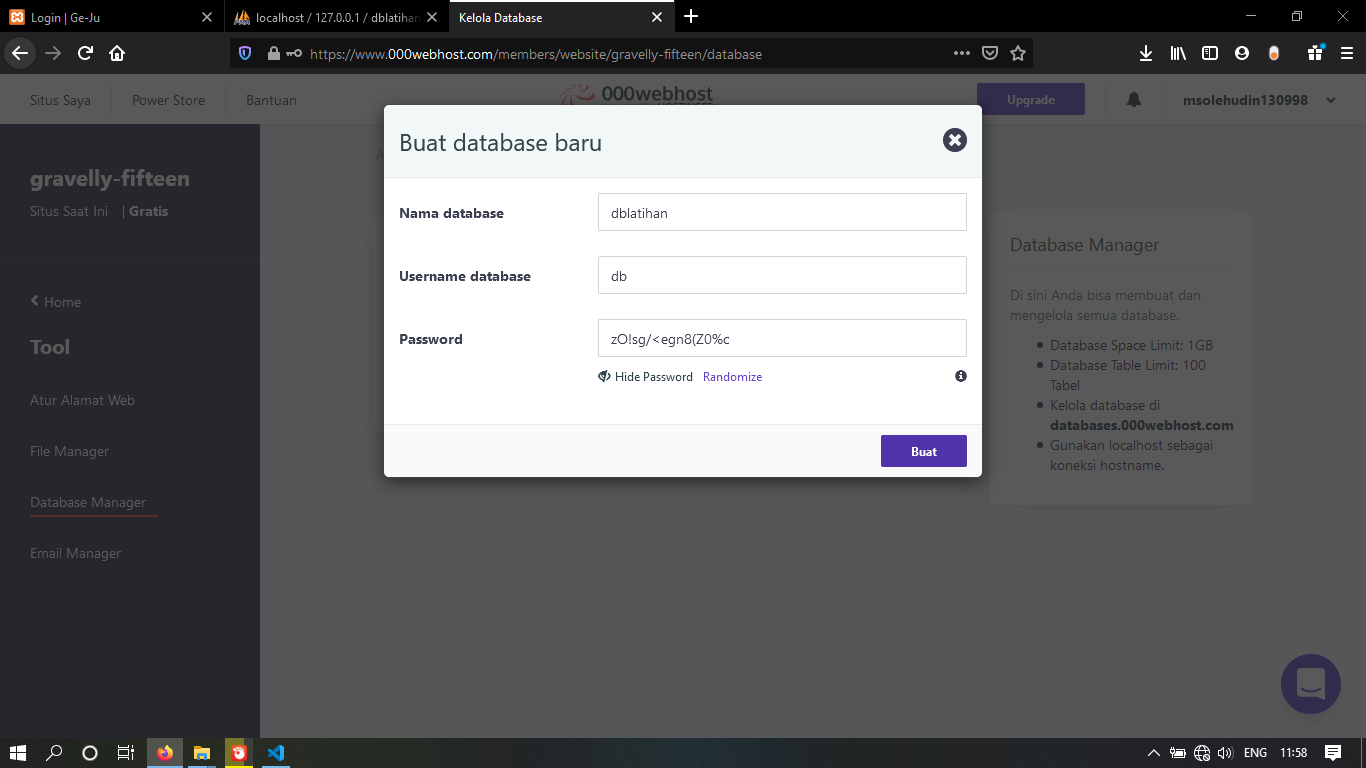 Login | Ge-Ju
localhost / 127.0.0.1 / dblatihan
Kelola Database
https://www.000webhost.com/members/website/gravelly-fifteen/database
Situs Saya
Power Store
Bantuan
000webhost
Upgrade
msolehudin130998
gravelly-fifteen
Situs Saat Ini | Gratis
Home
Tool
Atur Alamat Web
File Manager
Database Manager
Email Manager
Buat database baru
Nama database
dblatihan
Username database
db
Password
zO!sg/<egn8(Z0%c
Hide Password Randomize
Buat
Database Manager
Di sini Anda bisa membuat dan
mengelola semua database.
Database Space Limit: 1GB
Database Table Limit: 100
Tabel
Kelola database di
databases.000webhost.com
Gunakan localhost sebagai
koneksi hostname.
ENG
11:58